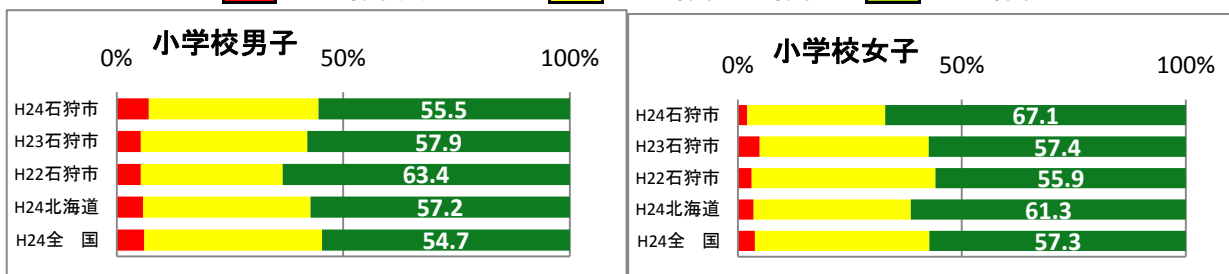 小学校男子
0% 50% 100%
H24石狩市 55.5
H23石狩市 57.9
H22石狩市 63.4
H24北海道 57.2
H24全　国 54.7
小学校女子
0% 50% 100%
H24石狩市 67.1
H23石狩市 57.4
H22石狩市 55.9
H24北海道 61.3
H24全　国 57.3